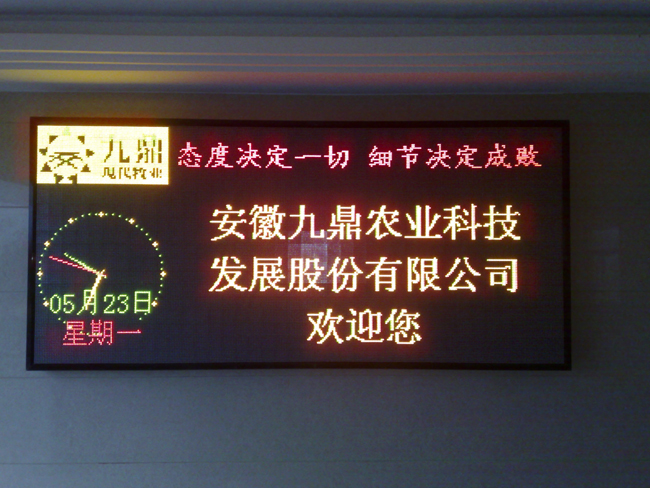 九鼎
现代牧业
态度决定一切 细节决定成败
安徽九鼎农业科技
发展股份有限公司
欢迎您
05月23日
星期一